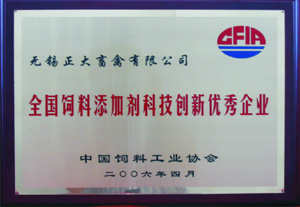 CFIA
无锡正大畜禽有限公司
全国饲料添加剂科技创新优秀企业
中国饲料工业协会
二〇〇六年四月